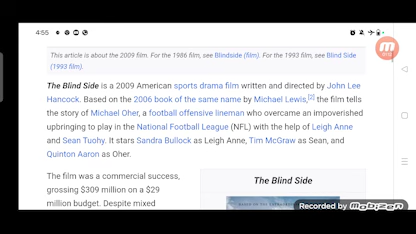 4:55
This article is about the 2009 film. For the 1986 film, see Blindside (film). For the 1993 film, see Blind Side
(1993 film).
The Blind Side is a 2009 American sports drama film written and directed by John Lee
Hancock. Based on the 2006 book of the same name by Michael Lewis,[2] the film tells
the story of Michael Oher, a football offensive lineman who overcame an impoverished
upbringing to play in the National Football League (NFL) with the help of Leigh Anne
and Sean Tuohy. It stars Sandra Bullock as Leigh Anne, Tim McGraw as Sean, and
Quinton Aaron as Oher.
The film was a commercial success,
grossing $309 million on a $29
million budget. Despite mixed
The Blind Side
Recorded by Mobizen